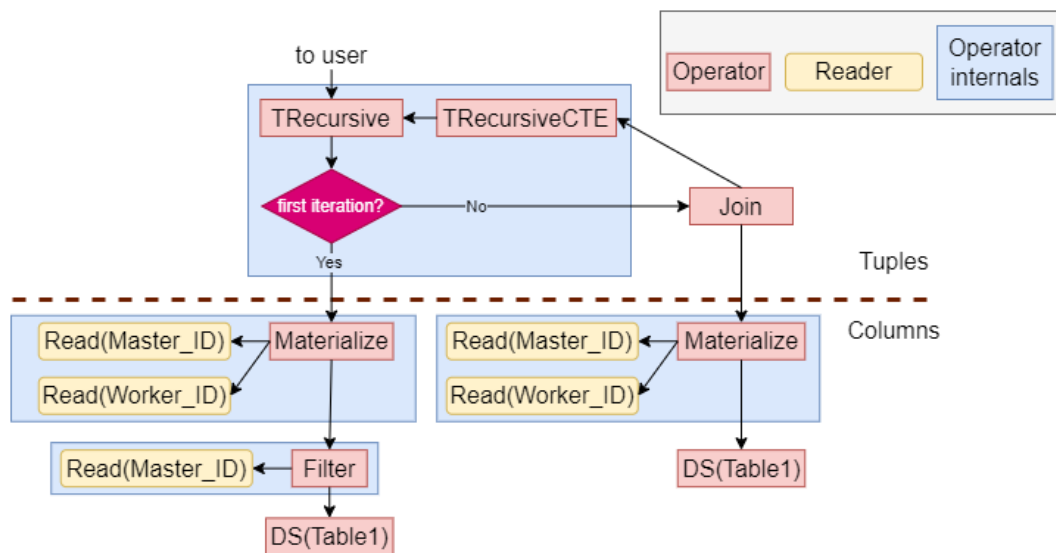 to user
Operator
Reader
Operator
internals
TRecursive
TRecursiveCTE
first iteration?
No
Join
Yes
Tuples
Columns
Read(Master_ID)
Materialize
Read(Worker_ID)
Read(Master_ID)
Materialize
Read(Worker_ID)
Read(Master_ID)
Filter
DS(Table1)
DS(Table1)